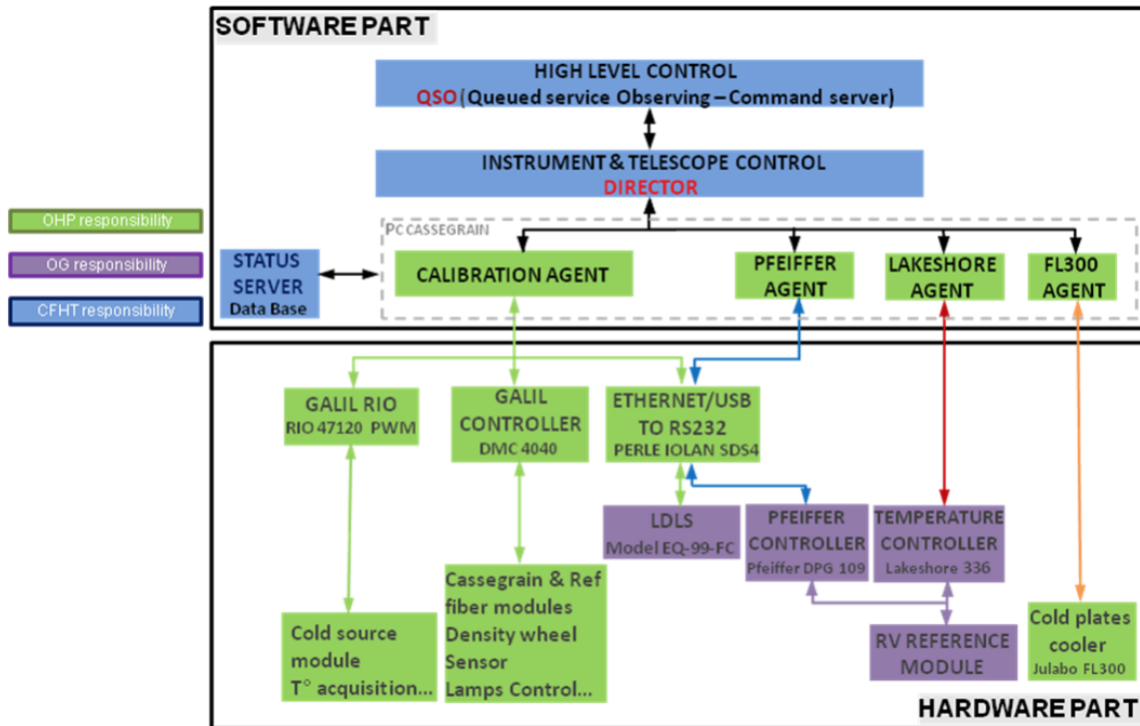 SOFTWARE PART
HIGH LEVEL CONTROL
QSO (Queued service Observing – Command server)
INSTRUMENT & TELESCOPE CONTROL
DIRECTOR
OHP responsibility
OG responsibility
CFHT responsibility
PC CASSEGRAIN
STATUS
SERVER
Data Base
CALIBRATION AGENT
PFEIFFER
AGENT
LAKESHORE
AGENT
FL300
AGENT
GALIL RIO
RIO 47120 PWM
GALIL
CONTROLLER
DMC 4040
ETHERNET/USB
TO RS232
PERLE IOLAN SDS4
LDLS
Model EQ-99-FC
PFEIFFER
CONTROLLER
Pfeiffer DPG 109
TEMPERATURE
CONTROLLER
Lakeshore 336
Cold source
module
T° acquisition...
Cassegrain & Ref
fiber modules
Density wheel
Sensor
Lamps Control...
RV REFERENCE
MODULE
Cold plates
cooler
Julabo FL300
HARDWARE PART